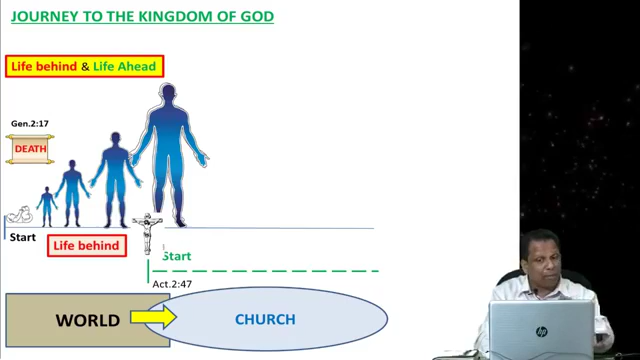 JOURNEY TO THE KINGDOM OF GOD
Life behind & Life Ahead
Gen.2:17
DEATH
Start
Life behind
Start
Act.2:47
WORLD
CHURCH
hp